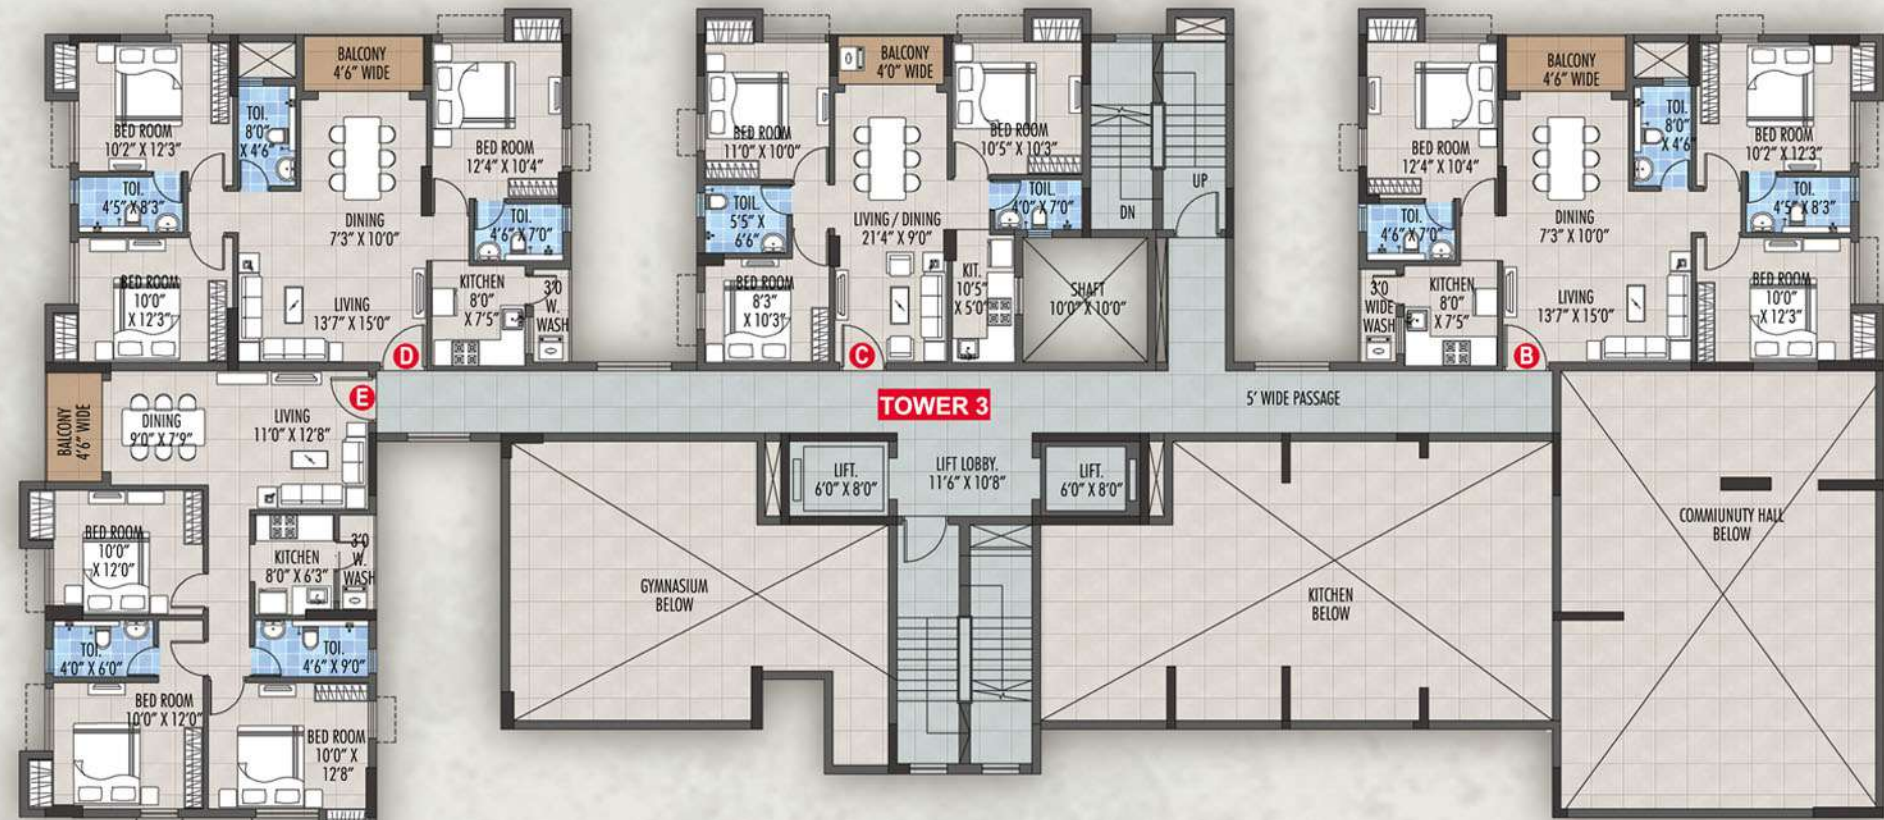 BED ROOM
10'2" X 12'3"
TOI.
8'0"
X 4'6"
BALCONY
4'6" WIDE
BED ROOM
12'4" X 10'4"
TOI.
4'5" X 8'3"
DINING
7'3" X 10'0"
TOI.
4'6" X 7'0"
BED ROOM
10'0"
X 12'3"
LIVING
13'7" X 15'0"
KITCHEN
8'0"
X 7'5"
3'0
W.
WASH
D
BED ROOM
11'0" X 10'0"
BALCONY
4'0" WIDE
BED ROOM
10'5" X 10'3"
TOIL.
5'5" X
6'6"
LIVING / DINING
21'4" X 9'0"
TOIL.
4'0" X 7'0"
BED ROOM
8'3"
X 10'3"
KIT.
10'5"
X 5'0"
SHAFT
10'0" X 10'0"
C
DN
UP
BED ROOM
12'4" X 10'4"
BALCONY
4'6" WIDE
TOI.
8'0"
X 4'6"
BED ROOM
10'2" X 12'3"
TOI.
4'6" X 7'0"
DINING
7'3" X 10'0"
TOI.
4'5" X 8'3"
3'0
WIDE
WASH
KITCHEN
8'0"
X 7'5"
LIVING
13'7" X 15'0"
BED ROOM
10'0"
X 12'3"
B
E
TOWER 3
5' WIDE PASSAGE
BALCONY
4'6" WIDE
DINING
9'0" X 7'9"
LIVING
11'0" X 12'8"
BED ROOM
10'0"
X 12'0"
KITCHEN
8'0" X 6'3"
3'0
W.
WASH
TOI.
4'0" X 6'0"
TOI.
4'6" X 9'0"
BED ROOM
10'0" X 12'0"
BED ROOM
10'0" X
12'8"
LIFT.
6'0" X 8'0"
LIFT LOBBY.
11'6" X 10'8"
LIFT.
6'0" X 8'0"
GYMNASIUM
BELOW
KITCHEN
BELOW
COMMIUNUTY HALL
BELOW